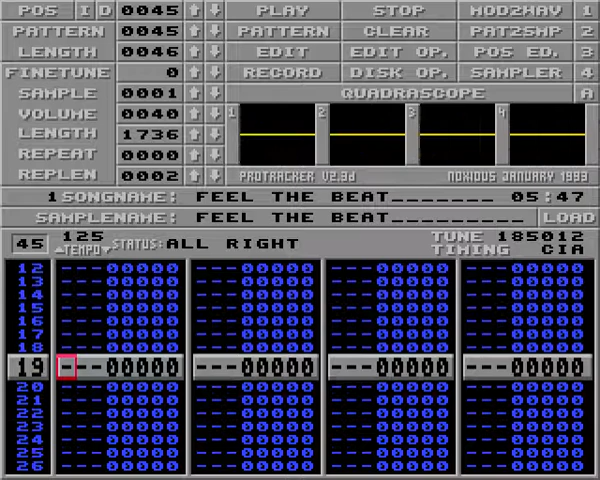 POS I D 0045 PLAY STOP MOD2WAV 1
PATTERN 0045 PATTERN CLEAR PAT2SMP 2
LENGTH 0046 EDIT EDIT OP. POS ED. 3
FINETUNE 0 RECORD DISK OP. SAMPLER 4
SAMPLE 0001 QUADRASCOPE A
VOLUME 0040 1 2 3 4
LENGTH 1736
REPEAT 0000
REPLEN 0002 PROTRACKER V2.3d NOXIOUS JANUARY 1993
1 SONGNAME: FEEL THE BEAT_______ 05:47
SAMPLENAME: FEEL THE BEAT_________ LOAD
45 125 TEMPO STATUS: ALL RIGHT TUNE 185012
TIMING CIA
12 ---00000 ---00000 ---00000 ---00000
13 ---00000 ---00000 ---00000 ---00000
14 ---00000 ---00000 ---00000 ---00000
15 ---00000 ---00000 ---00000 ---00000
16 ---00000 ---00000 ---00000 ---00000
17 ---00000 ---00000 ---00000 ---00000
18 ---00000 ---00000 ---00000 ---00000
19 ---00000 ---00000 ---00000 ---00000
20 ---00000 ---00000 ---00000 ---00000
21 ---00000 ---00000 ---00000 ---00000
22 ---00000 ---00000 ---00000 ---00000
23 ---00000 ---00000 ---00000 ---00000
24 ---00000 ---00000 ---00000 ---00000
25 ---00000 ---00000 ---00000 ---00000
26 ---00000 ---00000 ---00000 ---00000